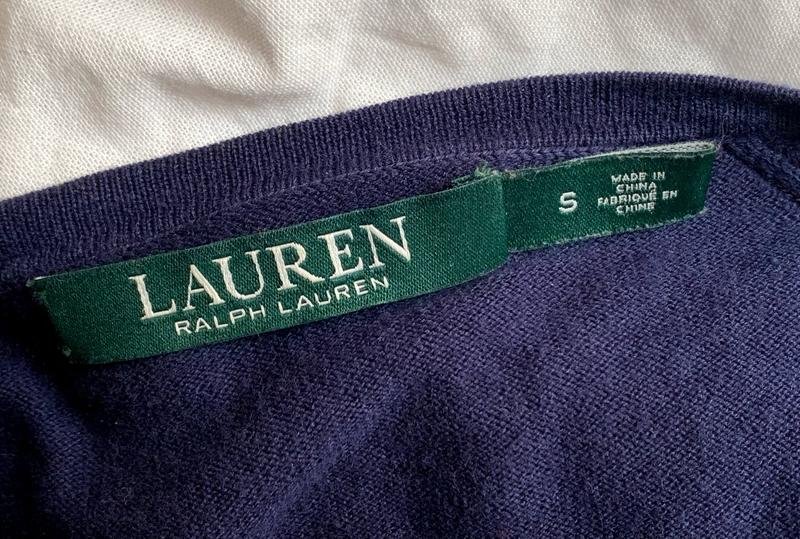 LAUREN
RALPH LAUREN
S
MADE IN
CHINA
FABRIQUÉ EN
CHINE